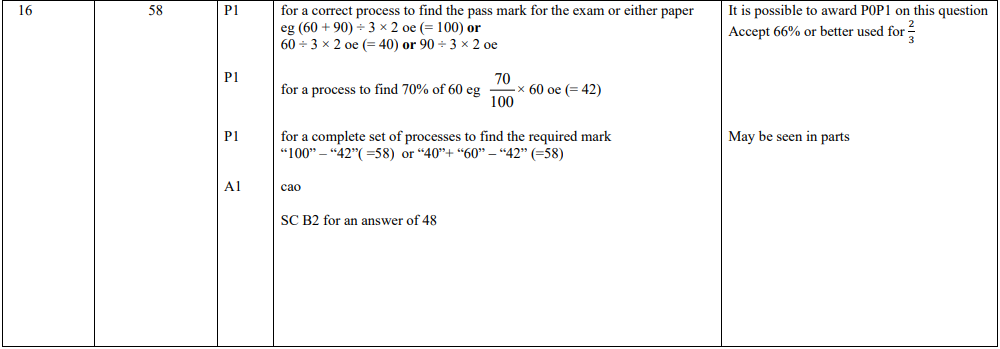 16 58 P1 for a correct process to find the pass mark for the exam or either paper It is possible to award P0P1 on this question
eg (60 + 90) ÷ 3 × 2 oe (= 100) or Accept 66% or better used for 2/3
60 ÷ 3 × 2 oe (= 40) or 90 ÷ 3 × 2 oe
P1 for a process to find 70% of 60 eg 70/100 × 60 oe (= 42)
P1 for a complete set of processes to find the required mark May be seen in parts
“100” – “42”( =58) or “40”+ “60” – “42” (=58)
A1 cao
SC B2 for an answer of 48